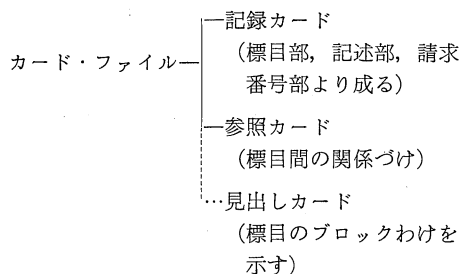 記録カード
(標目部，記述部，請求
番号部より成る)
カード・ファイル
参照カード
(標目間の関係づけ)
…見出しカード
(標目のブロックわけを
示す)